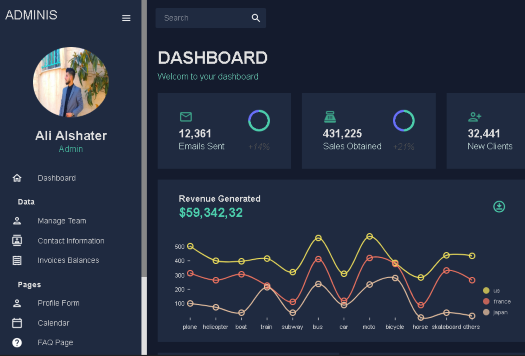 ADMINIS
Ali Alshater
Admin
Dashboard
Data
Manage Team
Contact Information
Invoices Balances
Pages
Profile Form
Calendar
FAQ Page
Search
DASHBOARD
Welcom to your dashboard
12,361
Emails Sent
+14%
431,225
Sales Obtained
+21%
32,441
New Clients
Revenue Generated
$59,342,32
500
400
300
200
100
plane helicopter boat train subway bus car moto bicycle horse skateboard others
us
france
japan